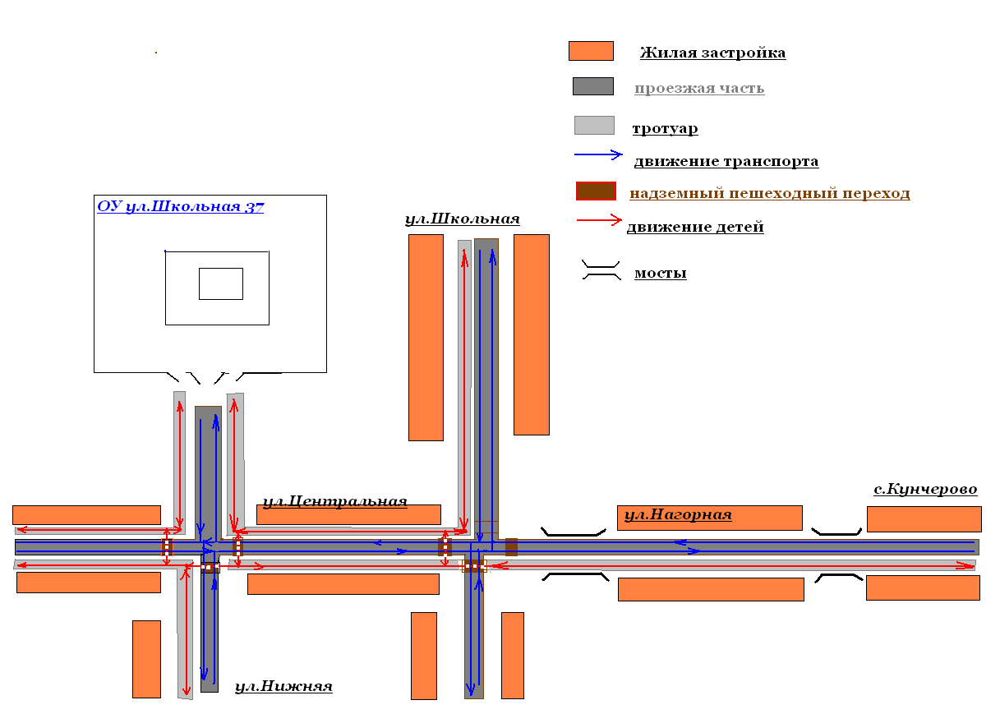 Жилая застройка
проезжая часть
тротуар
движение транспорта
надземный пешеходный переход
движение детей
мосты
ОУ ул.Школьная 37
ул.Школьная
ул.Центральная
ул.Нагорная
с.Кунчерово
ул.Нижняя